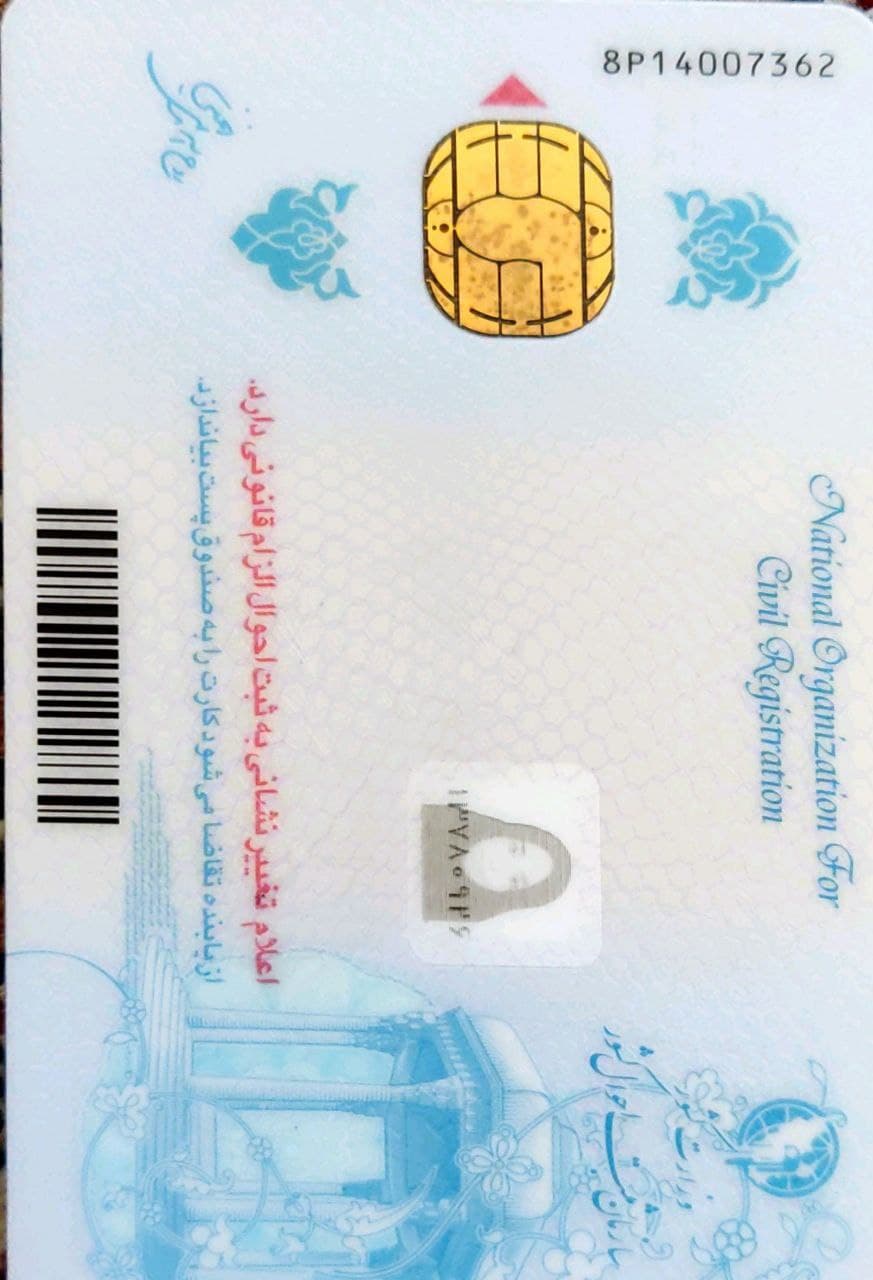 8P14007362
وزارت کشور
سازمان ثبت احوال کشور
National Organization For
Civil Registration
۱۳۷۸۰۹۲۶
اعلام تغییر نشانی به ثبت احوال الزام قانونی دارد.
از یابنده تقاضا می‌شود کارت را به صندوق پست بیاندازد.